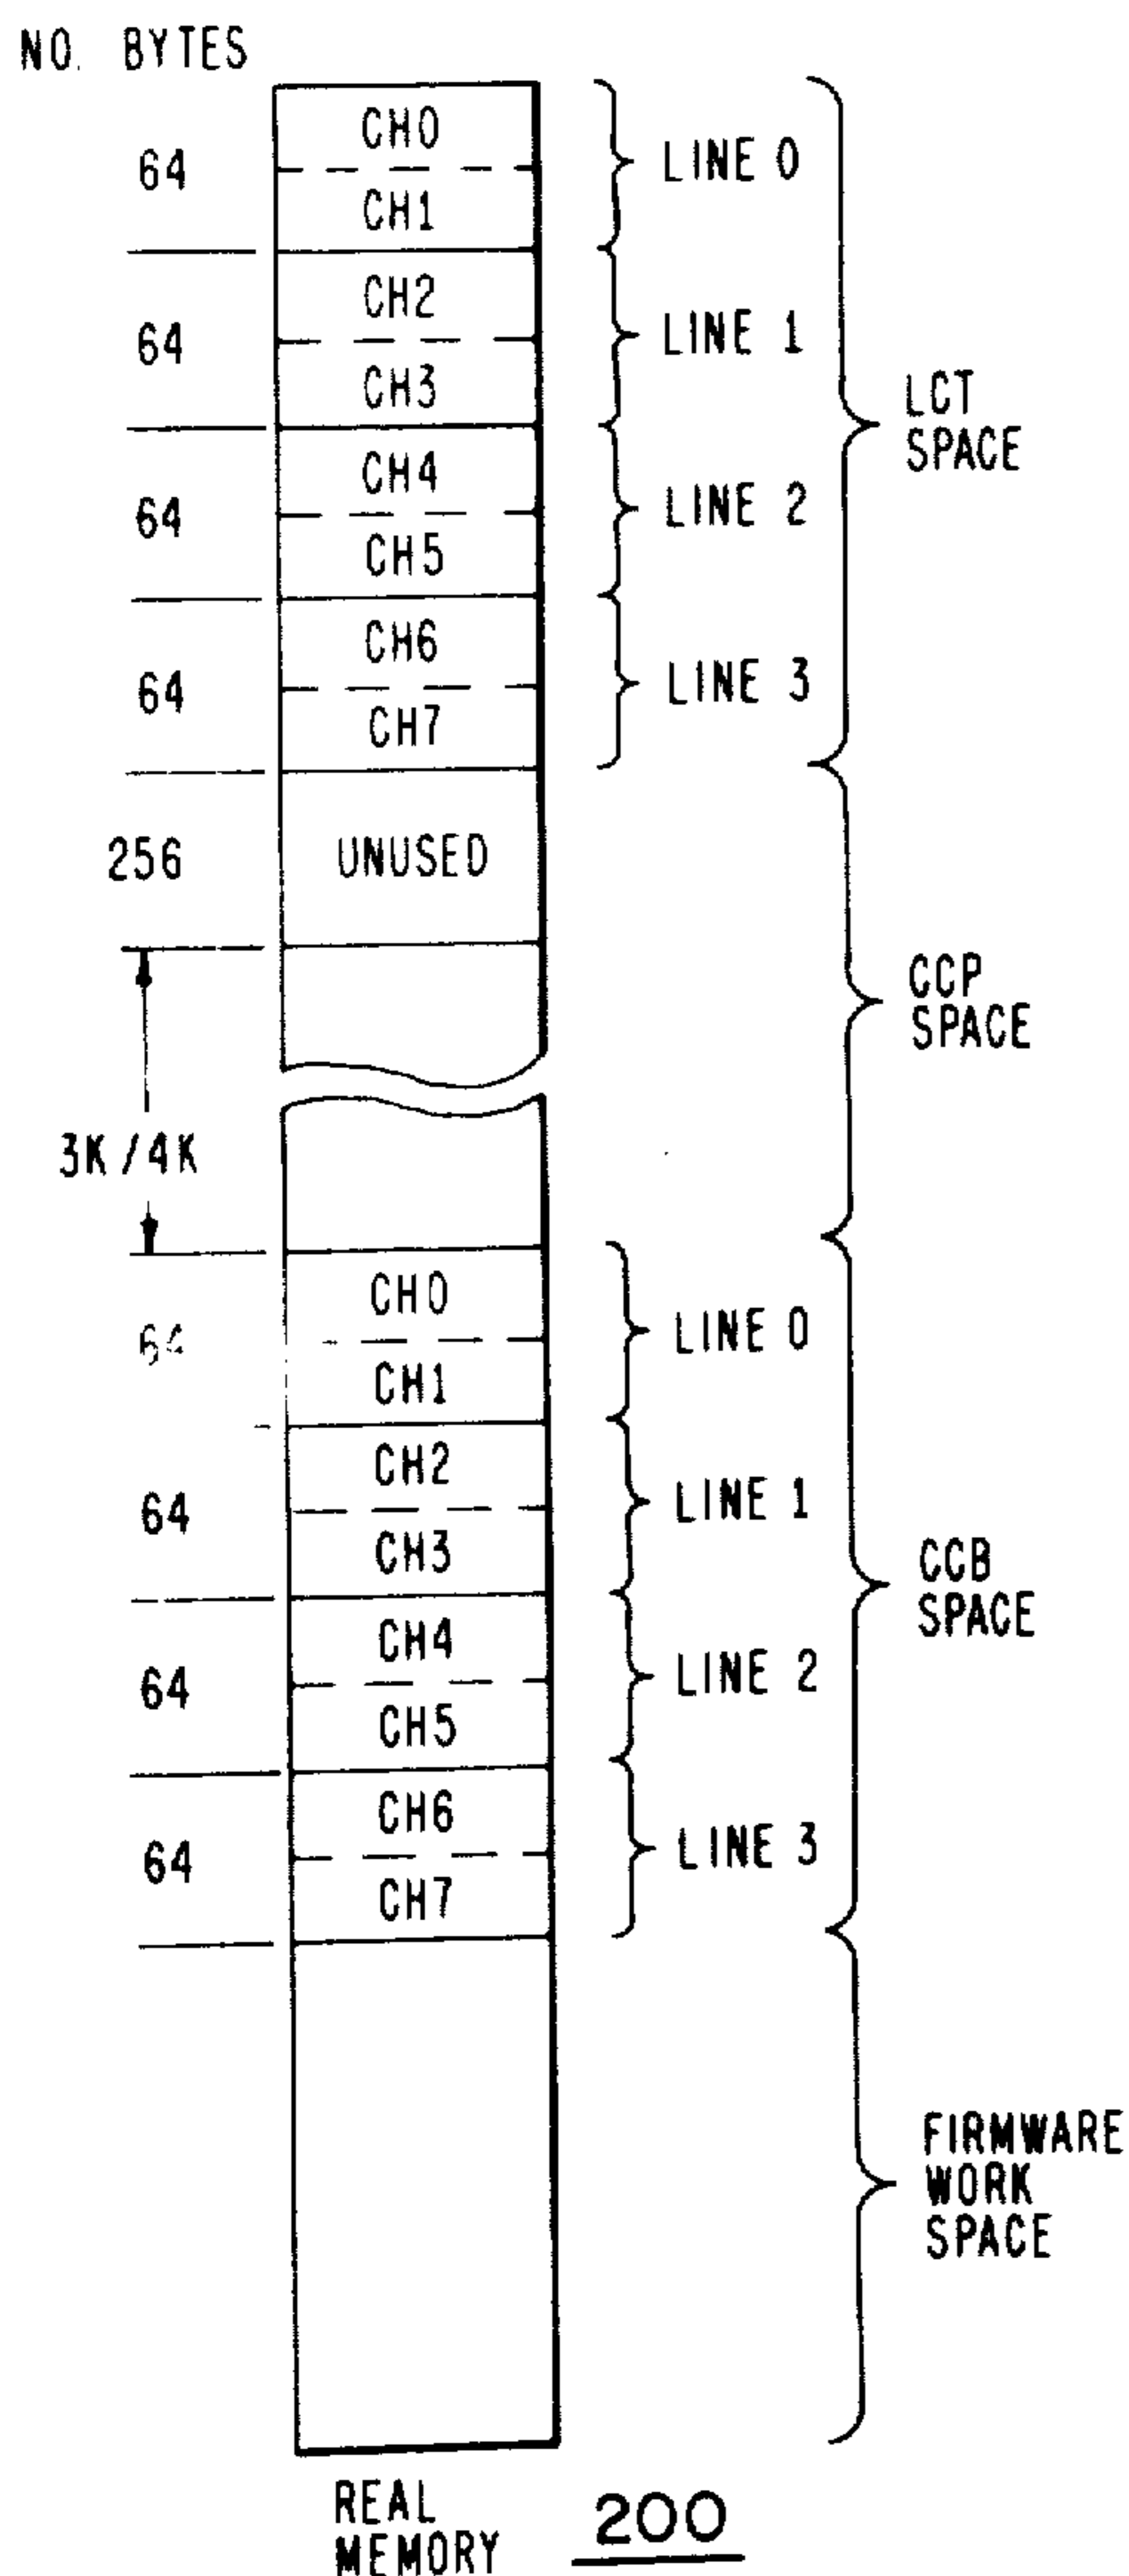 NO. BYTES
64
CH0
CH1
LINE 0
64
CH2
CH3
LINE 1
64
CH4
CH5
LINE 2
64
CH6
CH7
LINE 3
LCT
SPACE
256
UNUSED
3K/4K
CCP
SPACE
64
CH0
CH1
LINE 0
64
CH2
CH3
LINE 1
64
CH4
CH5
LINE 2
64
CH6
CH7
LINE 3
CCB
SPACE
FIRMWARE
WORK
SPACE
REAL
MEMORY
200